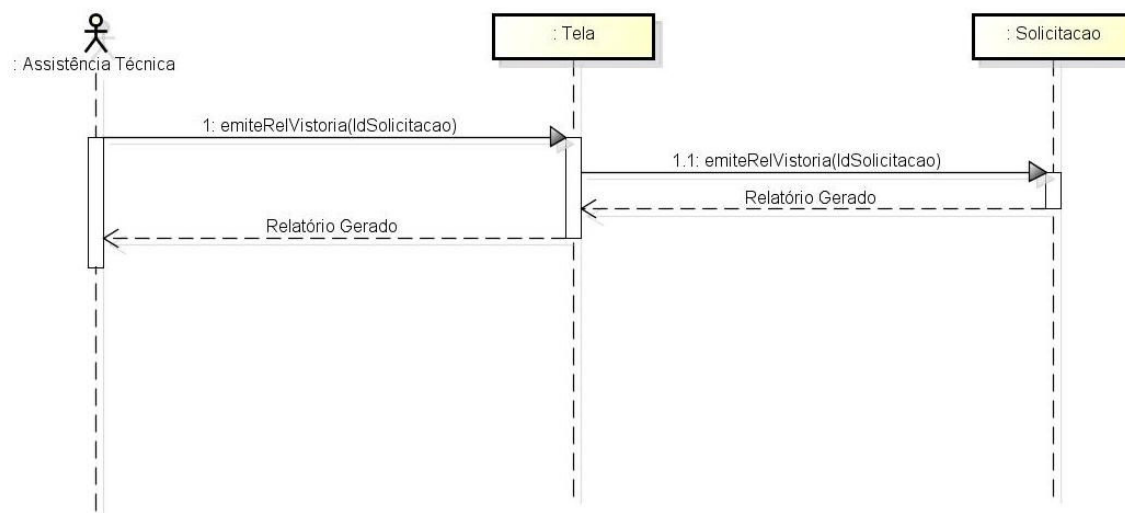 : Tela
: Solicitacao
: Assistência Técnica
1: emiteRelVistoria(IdSolicitacao)
1.1: emiteRelVistoria(IdSolicitacao)
Relatório Gerado
Relatório Gerado